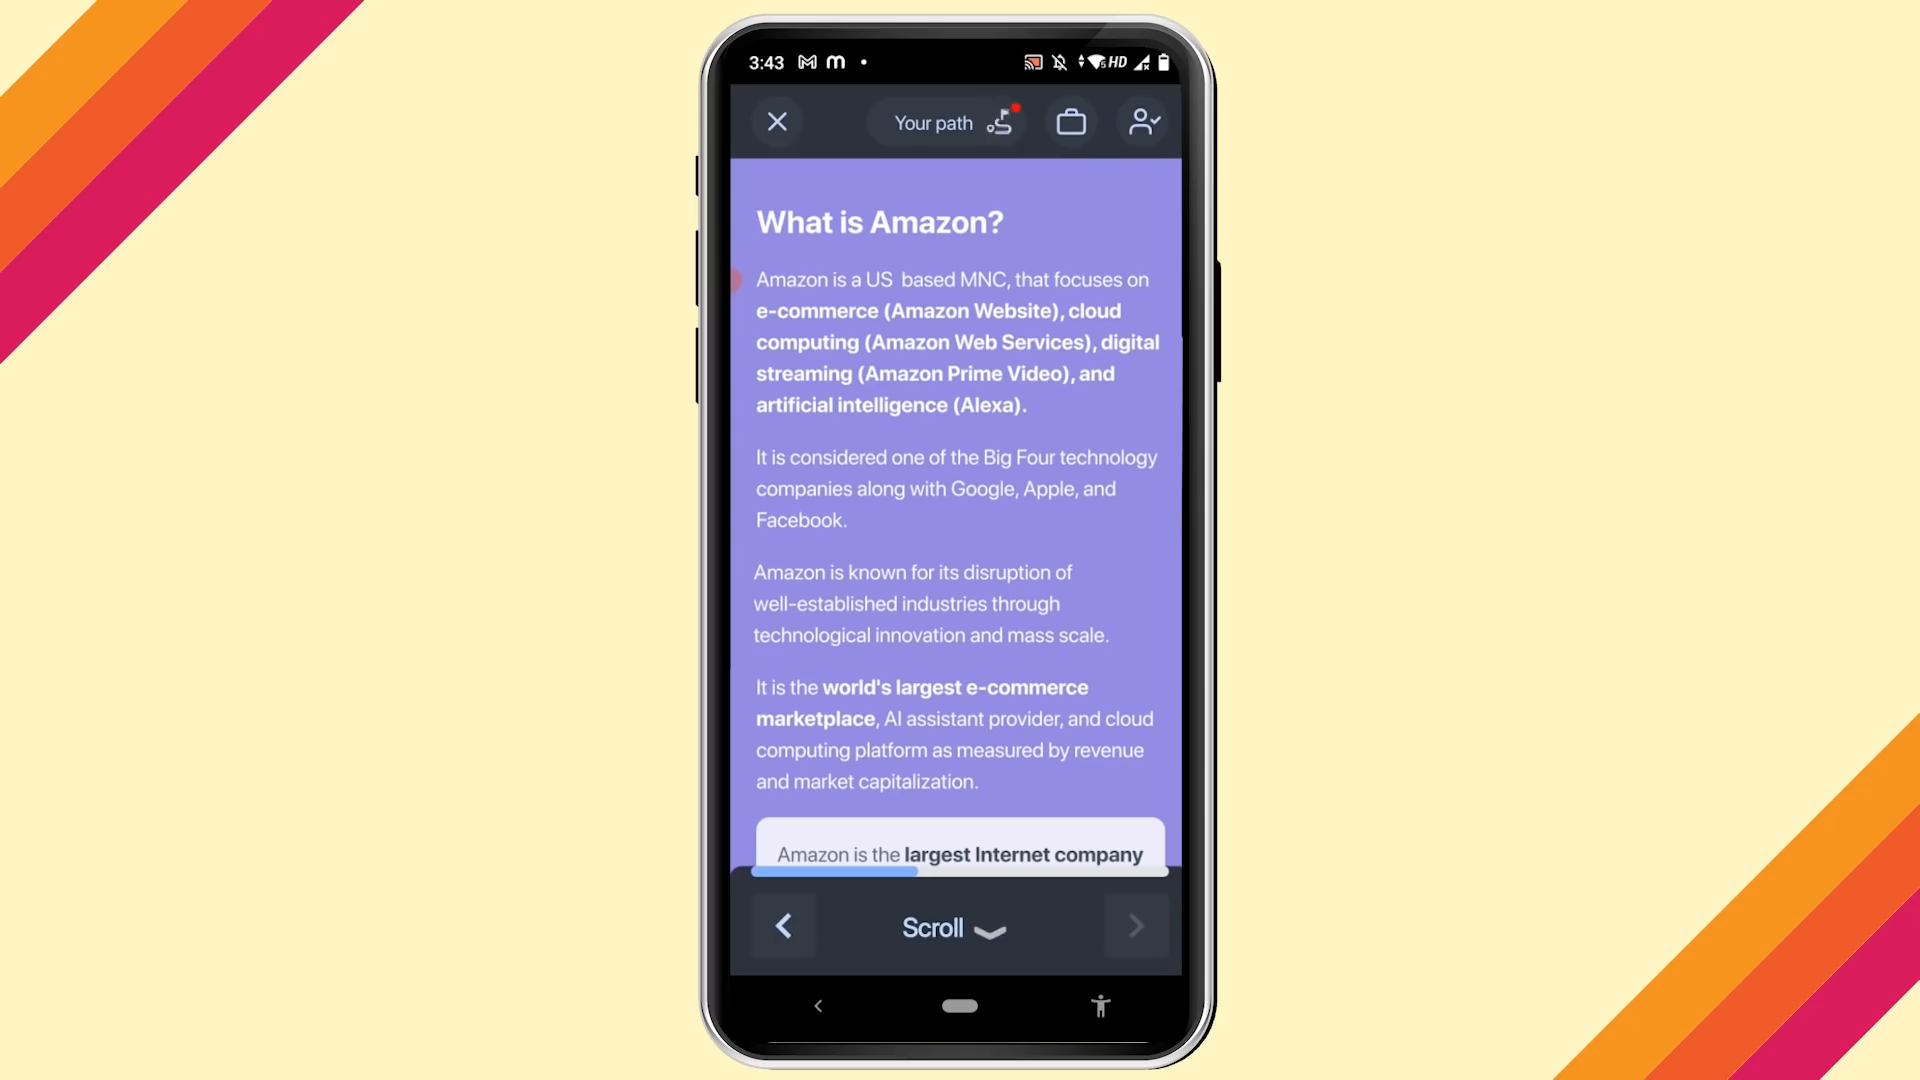 3:43
HD
Your path
What is Amazon?
Amazon is a US based MNC, that focuses on
e-commerce (Amazon Website), cloud
computing (Amazon Web Services), digital
streaming (Amazon Prime Video), and
artificial intelligence (Alexa).
It is considered one of the Big Four technology
companies along with Google, Apple, and
Facebook.
Amazon is known for its disruption of
well-established industries through
technological innovation and mass scale.
It is the world's largest e-commerce
marketplace, AI assistant provider, and cloud
computing platform as measured by revenue
and market capitalization.
Amazon is the largest Internet company
Scroll